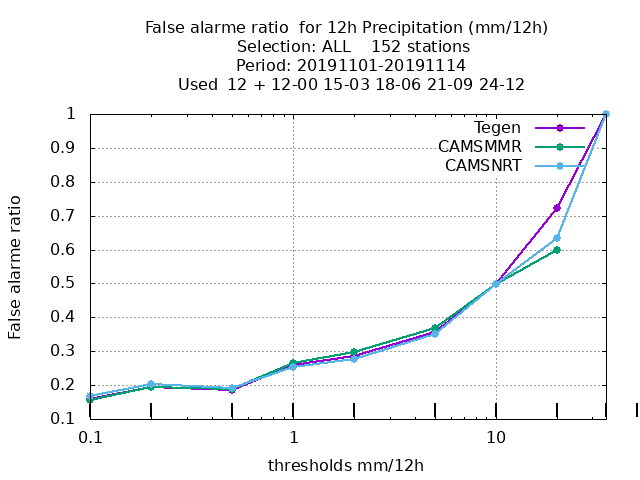 False alarme ratio  for 12h Precipitation (mm/12h)
Selection: ALL    152 stations
Period: 20191101-20191114
Used  12 + 12-00 15-03 18-06 21-09 24-12
Tegen
CAMSMMR
CAMSNRT
False alarme ratio
1
0.9
0.8
0.7
0.6
0.5
0.4
0.3
0.2
0.1
0.1 1 10
thresholds mm/12h